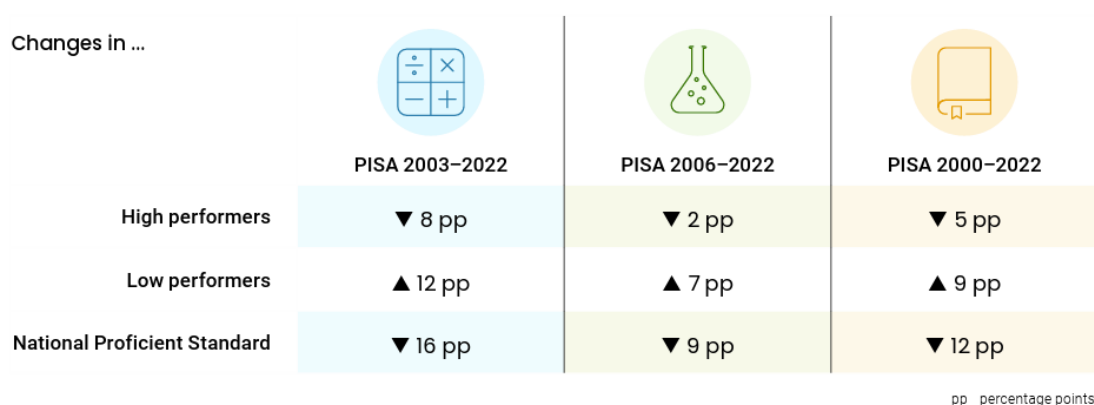 Changes in ...
PISA 2003–2022 PISA 2006–2022 PISA 2000–2022
High performers ▼ 8 pp ▼ 2 pp ▼ 5 pp
Low performers ▲ 12 pp ▲ 7 pp ▲ 9 pp
National Proficient Standard ▼ 16 pp ▼ 9 pp ▼ 12 pp
pp percentage points